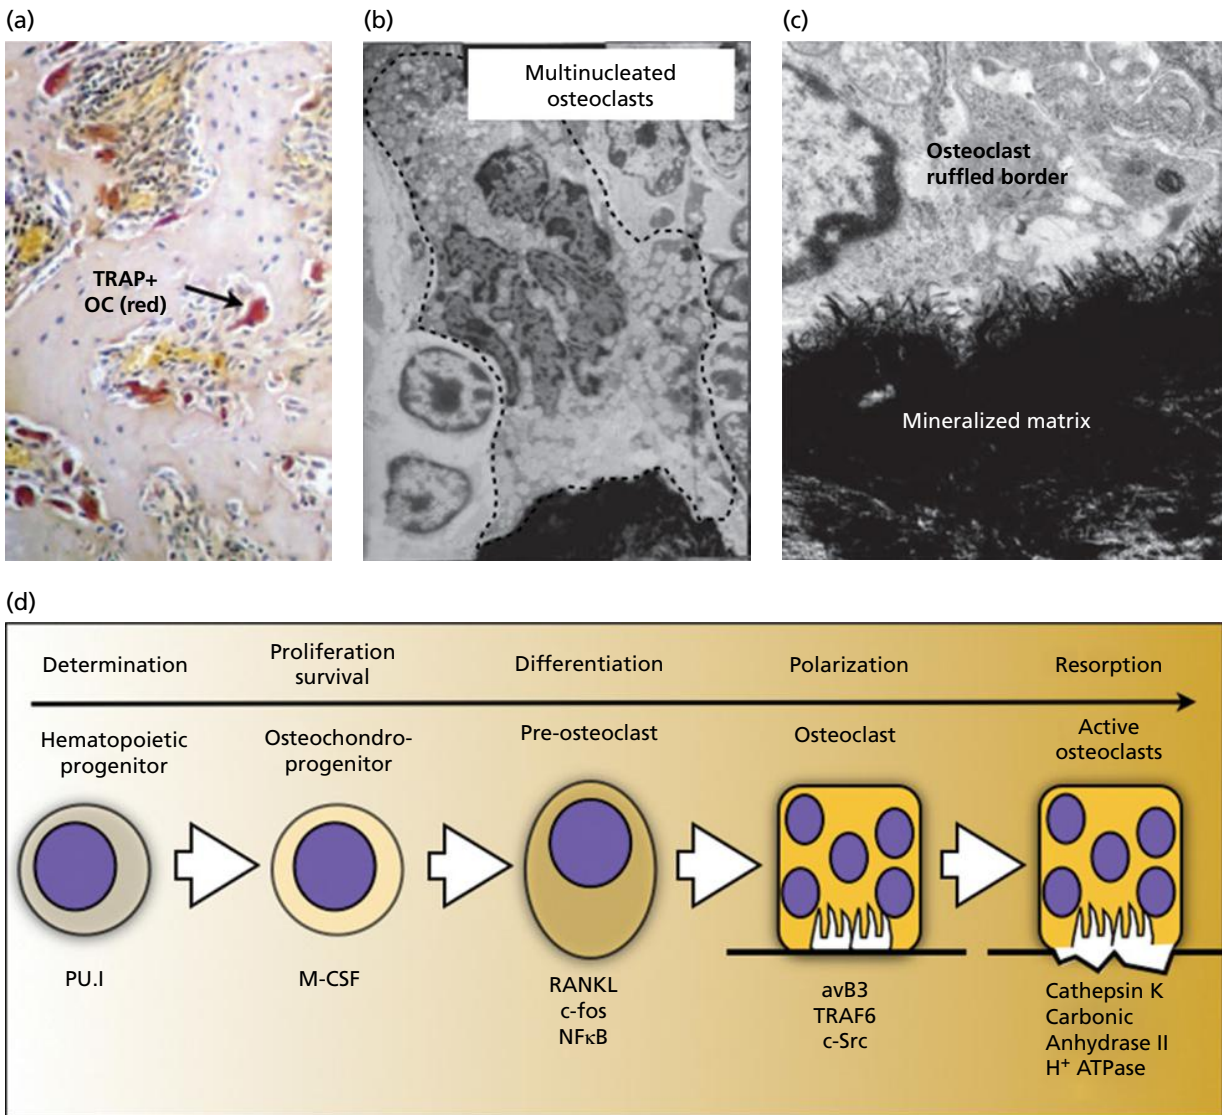 (a)
(b)
(c)
TRAP+
OC (red)
Multinucleated
osteoclasts
Osteoclast
ruffled border
Mineralized matrix
(d)
Determination
Proliferation
survival
Differentiation
Polarization
Resorption
Hematopoietic
progenitor
Osteochondro-
progenitor
Pre-osteoclast
Osteoclast
Active
osteoclasts
PU.I
M-CSF
RANKL
c-fos
NFκB
avB3
TRAF6
c-Src
Cathepsin K
Carbonic
Anhydrase II
H⁺ ATPase